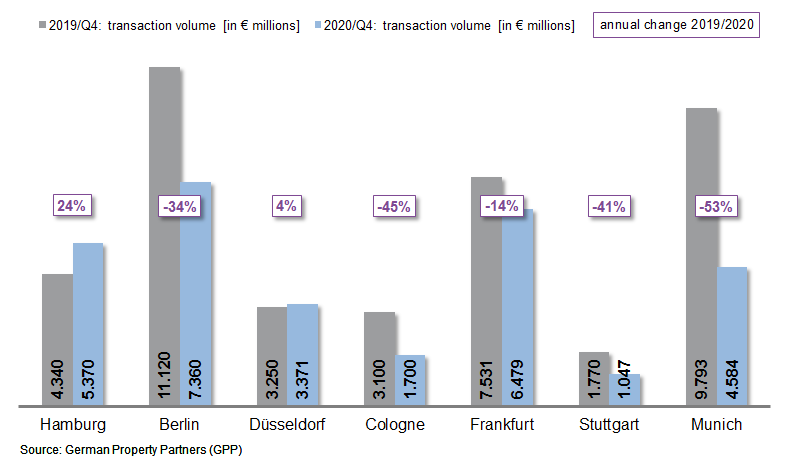 2019/Q4: transaction volume [in € millions] 2020/Q4: transaction volume [in € millions] annual change 2019/2020
24% -34% 4% -45% -14% -41% -53%
4.340 5.370 11.120 7.360 3.250 3.371 3.100 1.700 7.531 6.479 1.770 1.047 9.793 4.584
Hamburg Berlin Düsseldorf Cologne Frankfurt Stuttgart Munich
Source: German Property Partners (GPP)